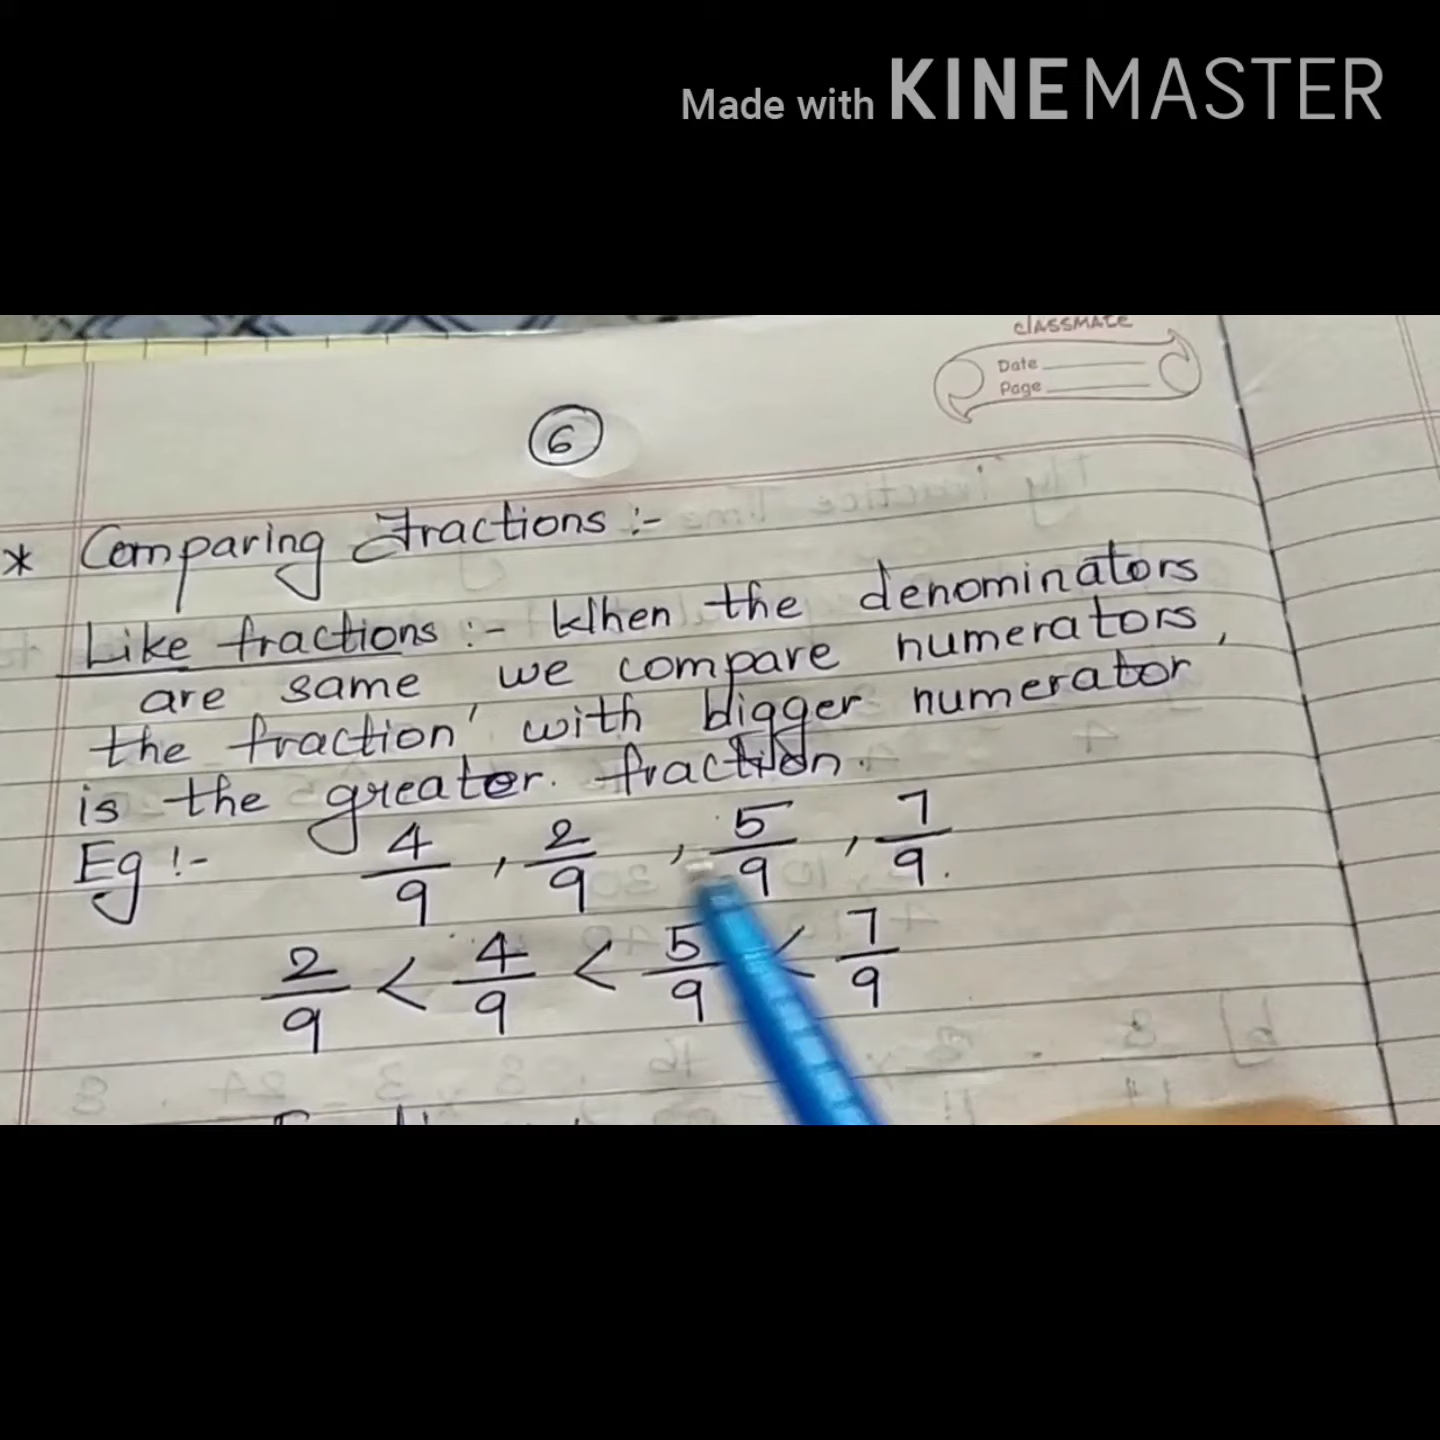 Made with KINEMASTER
classmate
Date
Page
6
* Comparing Fractions :-
Like fractions :- When the denominators
are same, we compare numerators,
the fraction with bigger numerator
is the greater. fraction.
Eg :- 4/9 , 2/9 , 5/9 , 7/9.
2/9 < 4/9 < 5/9 < 7/9